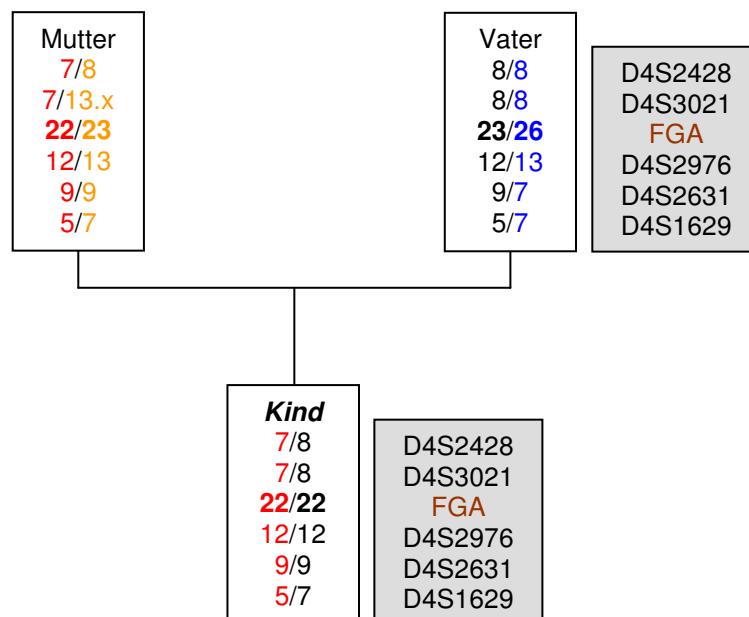 Mutter
7/8
7/13.x
22/23
12/13
9/9
5/7
Vater
8/8
8/8
23/26
12/13
9/7
5/7
D4S2428
D4S3021
FGA
D4S2976
D4S2631
D4S1629
Kind
7/8
7/8
22/22
12/12
9/9
5/7
D4S2428
D4S3021
FGA
D4S2976
D4S2631
D4S1629